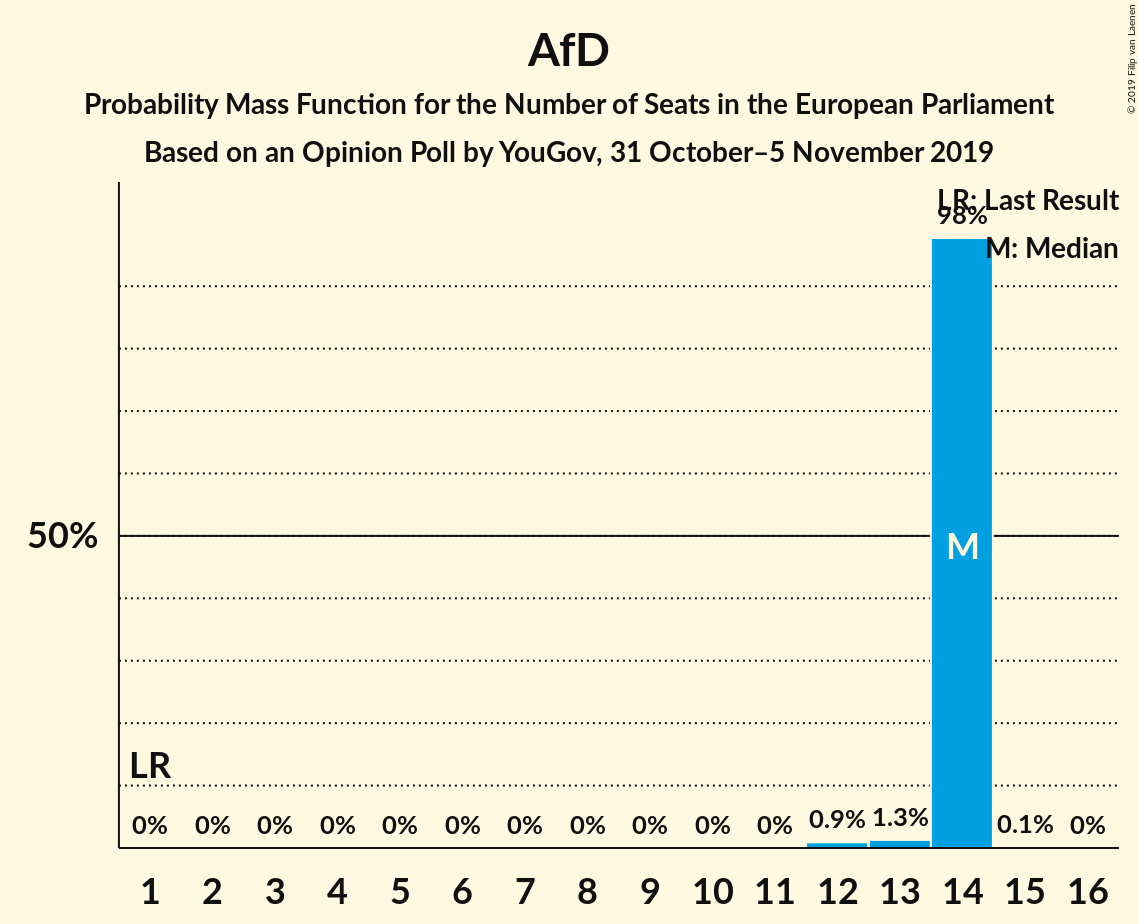 AfD
Probability Mass Function for the Number of Seats in the European Parliament
Based on an Opinion Poll by YouGov, 31 October–5 November 2019
© 2019 Filip van Laenen
LR: Last Result
98%
M: Median
50%
M
LR
0% 0% 0% 0% 0% 0% 0% 0% 0% 0% 0% 0.9% 1.3% 0.1% 0%
1 2 3 4 5 6 7 8 9 10 11 12 13 14 15 16